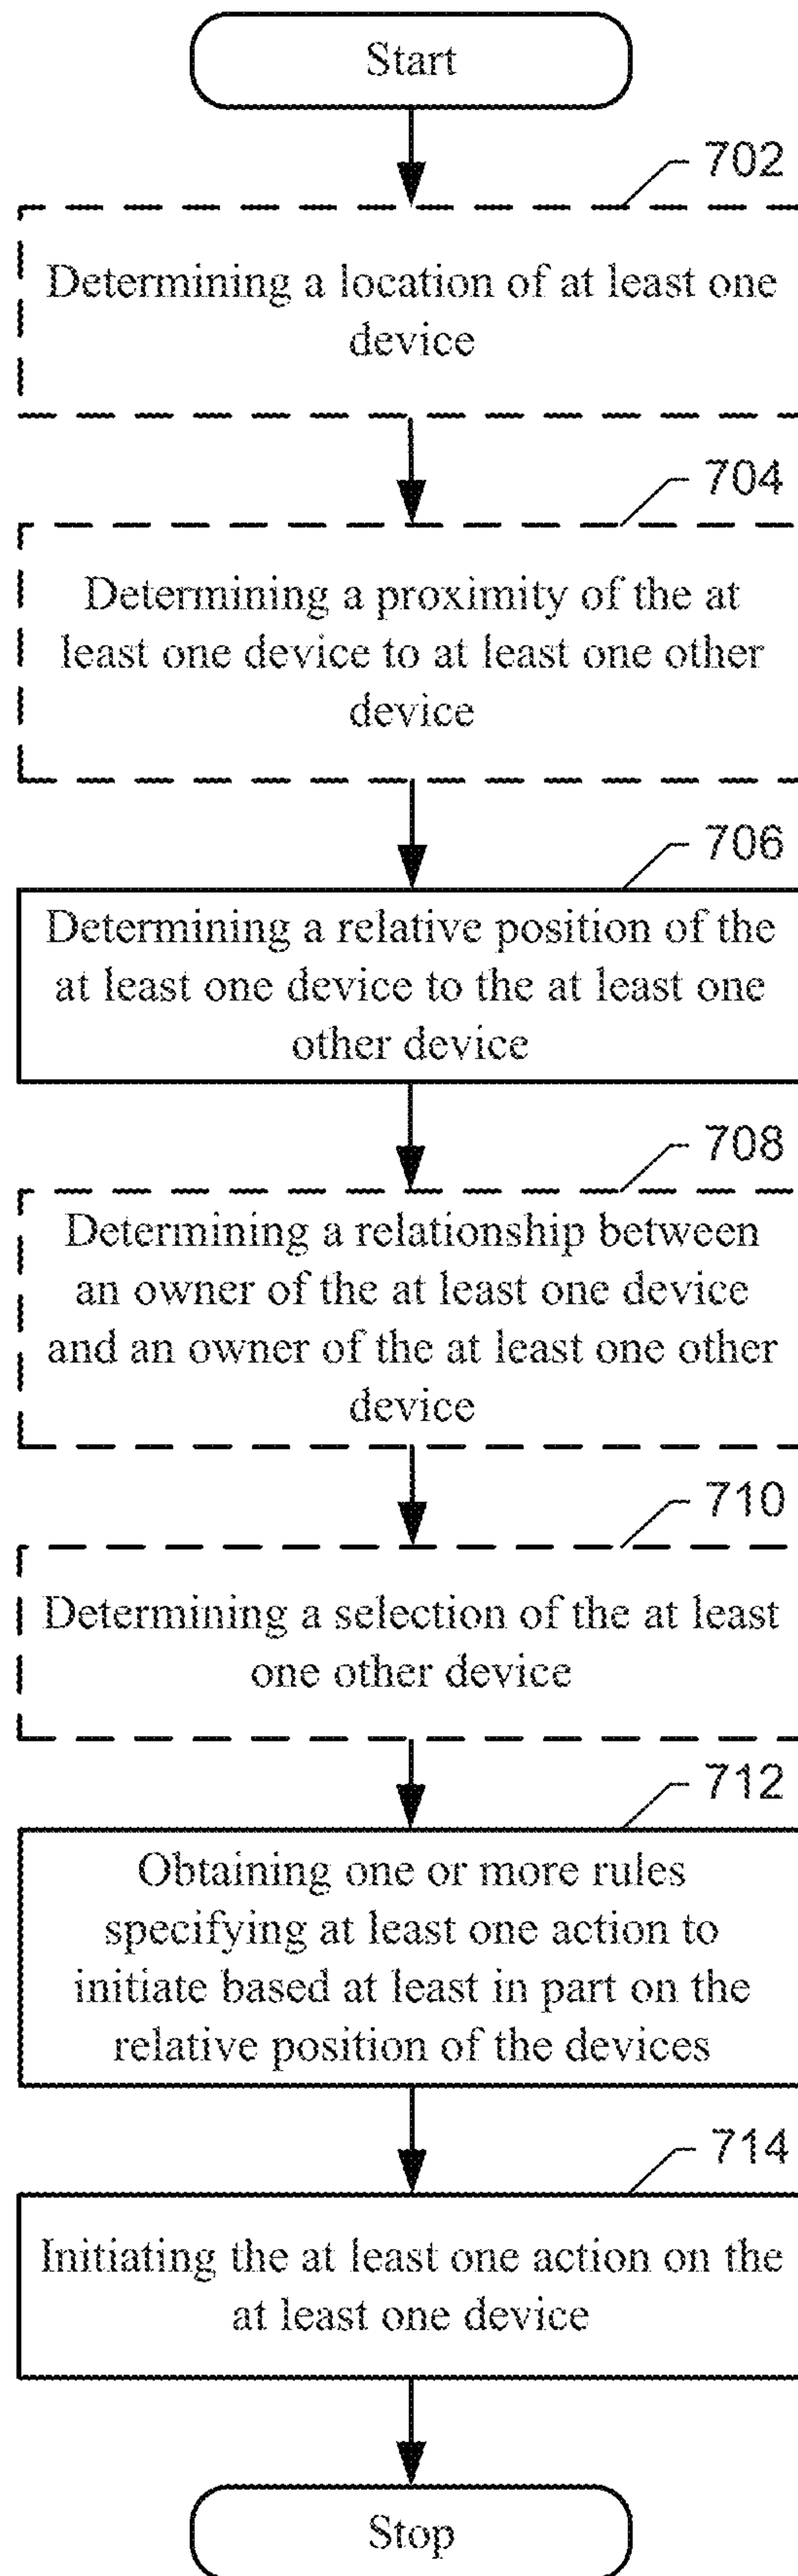 Start
702
Determining a location of at least one
device
704
Determining a proximity of the at
least one device to at least one other
device
706
Determining a relative position of the
at least one device to the at least one
other device
708
Determining a relationship between
an owner of the at least one device
and an owner of the at least one other
device
710
Determining a selection of the at least
one other device
712
Obtaining one or more rules
specifying at least one action to
initiate based at least in part on the
relative position of the devices
714
Initiating the at least one action on the
at least one device
Stop